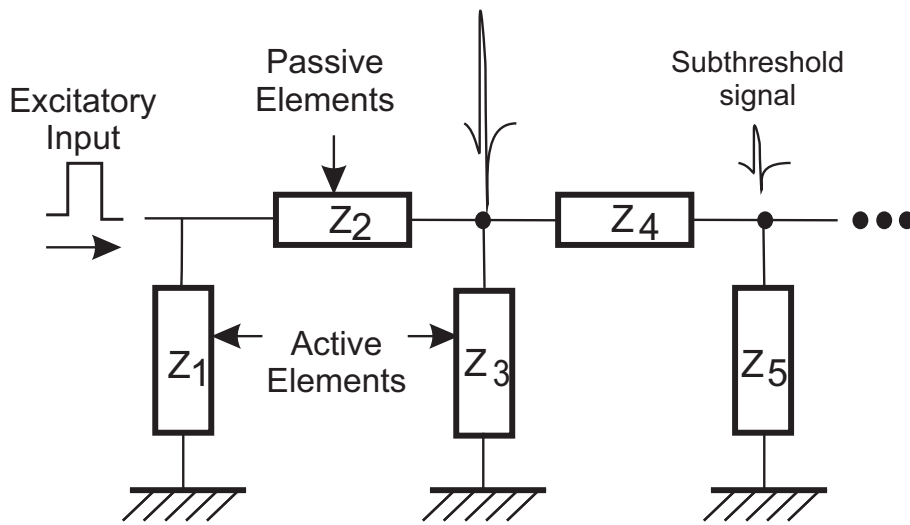 Passive
Elements
Subthreshold
signal
Excitatory
Input
Z2
Z4
Z1
Active
Elements
Z3
Z5